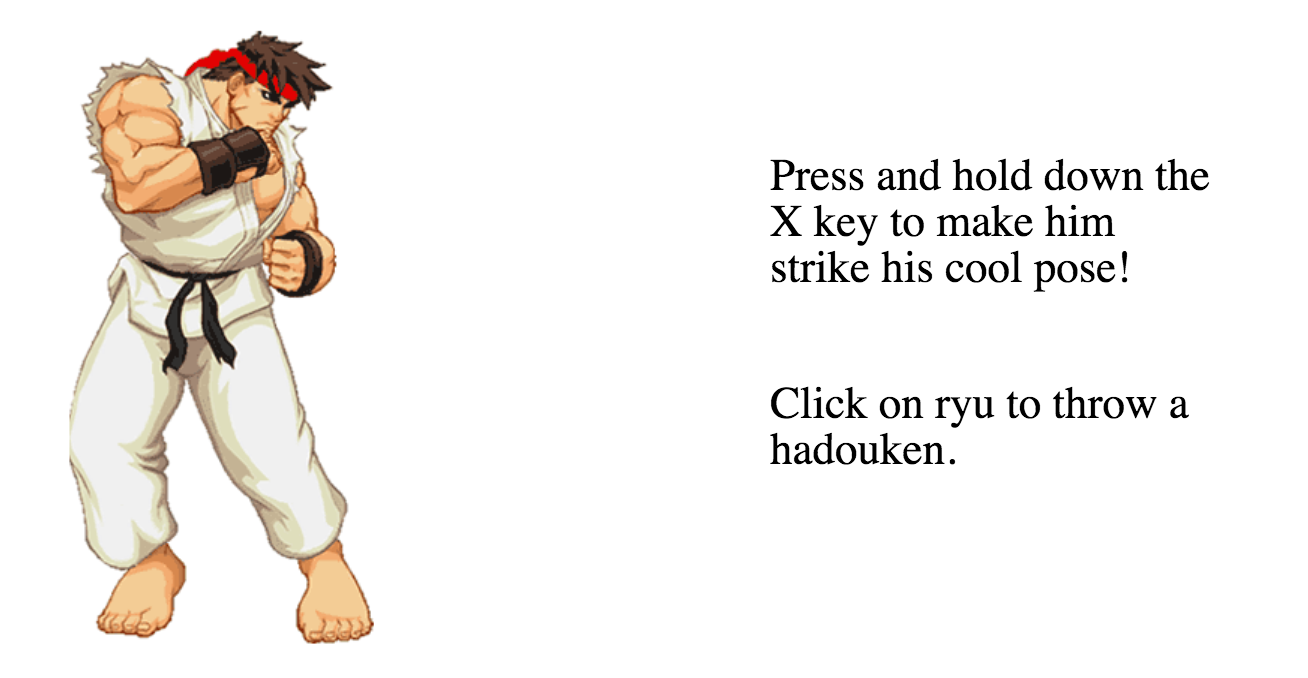 Press and hold down the
X key to make him
strike his cool pose!
Click on ryu to throw a
hadouken.